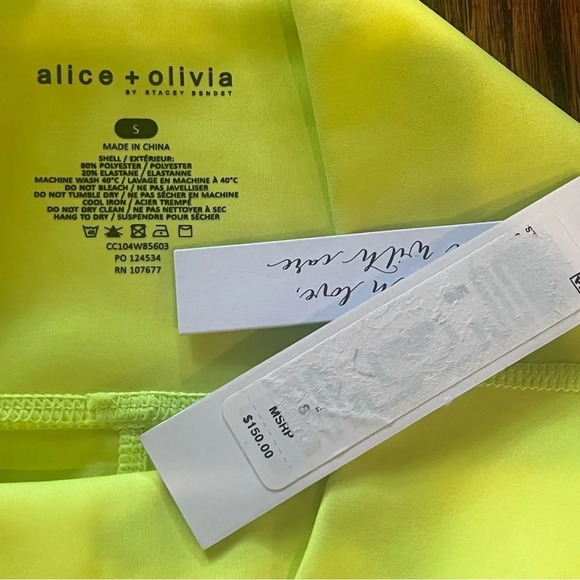 alice + olivia
BY STACEY BENDET
S
MADE IN CHINA
SHELL / EXTÉRIEUR:
80% POLYESTER / POLYESTER
20% ELASTANE / ELASTANNE
MACHINE WASH 40°C / LAVAGE EN MACHINE À 40°C
DO NOT BLEACH / NE PAS JAVELLISER
DO NOT TUMBLE DRY / NE PAS SÉCHER EN MACHINE
COOL IRON / ACIER TREMPÉ
DO NOT DRY CLEAN / NE PAS NETTOYER À SEC
HANG TO DRY / SUSPENDRE POUR SÉCHER
CC104W85603
PO 124534
RN 107677
with care
love,
S
MSRP
$150.00